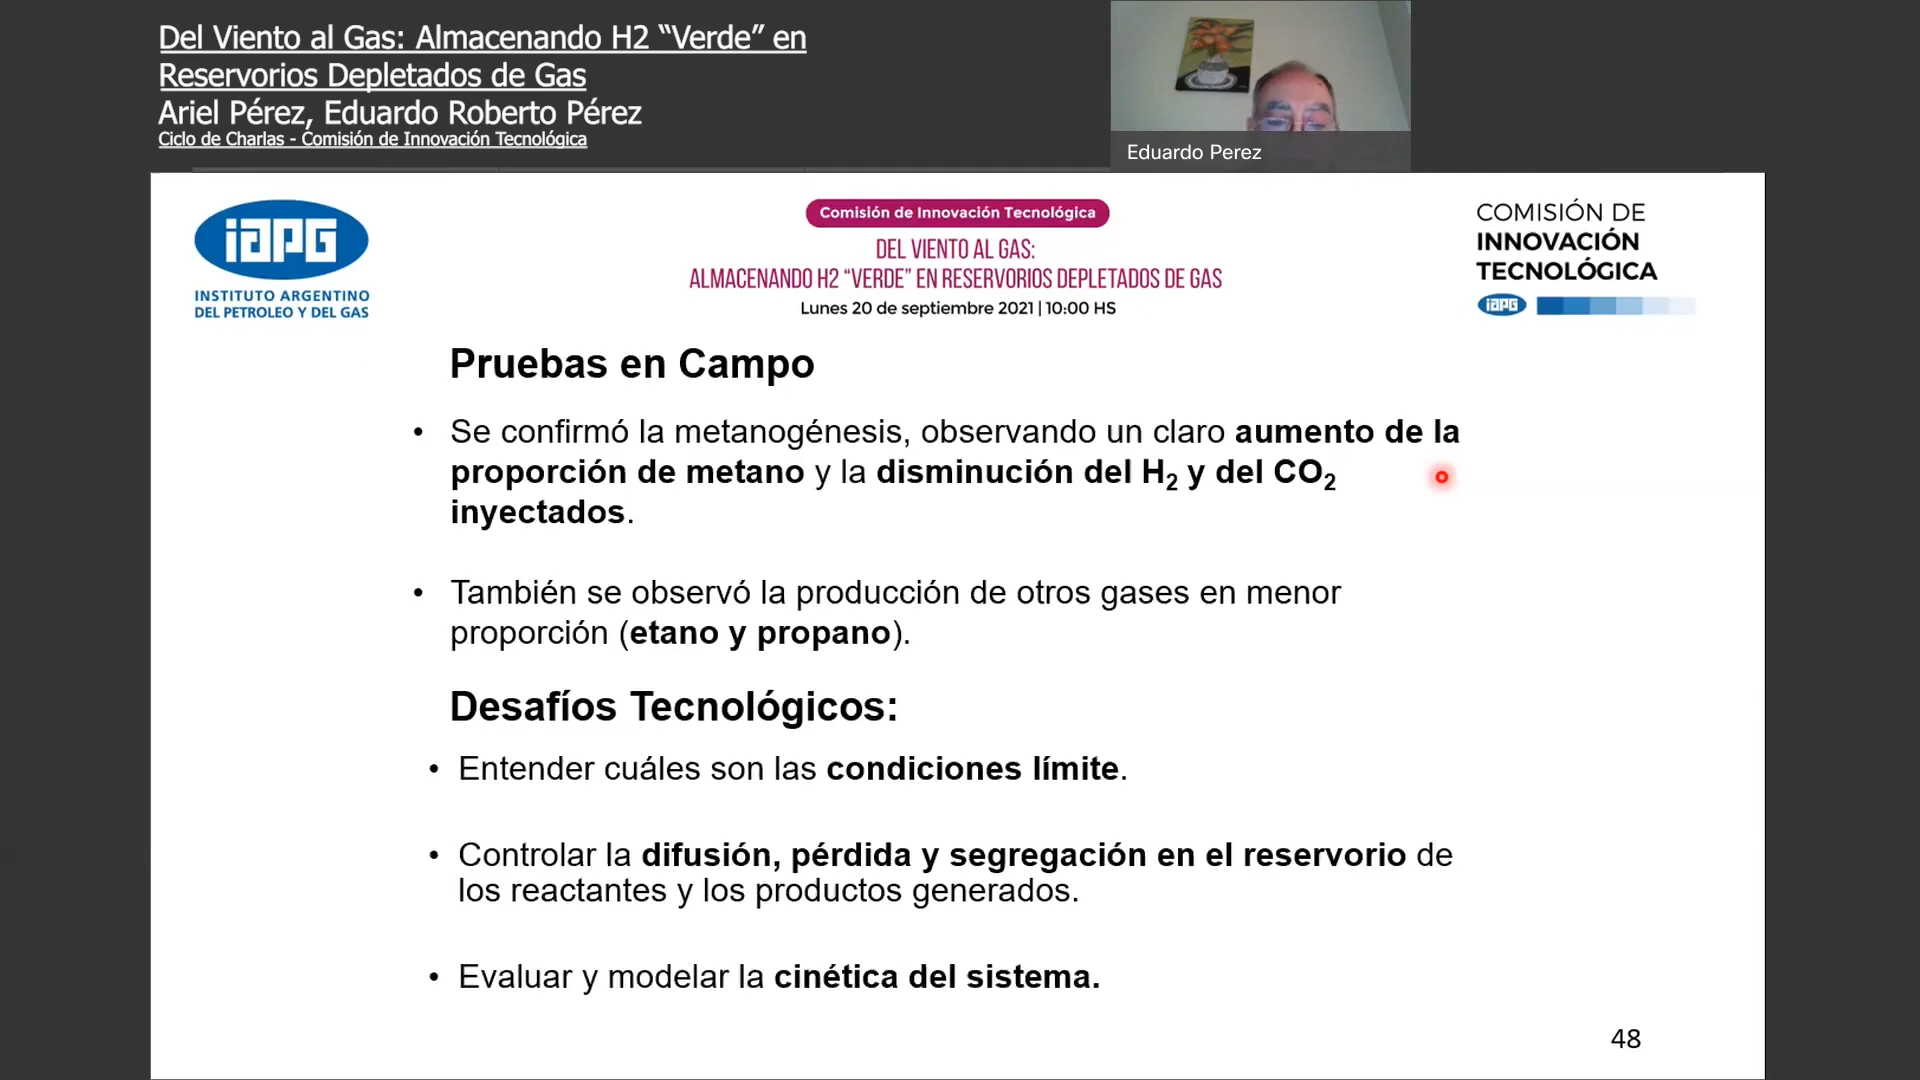 Del Viento al Gas: Almacenando H2 “Verde” en
Reservorios Depletados de Gas
Ariel Pérez, Eduardo Roberto Pérez
Ciclo de Charlas - Comisión de Innovación Tecnológica
Eduardo Perez
iapg
INSTITUTO ARGENTINO
DEL PETROLEO Y DEL GAS
Comisión de Innovación Tecnológica
DEL VIENTO AL GAS:
ALMACENANDO H2 “VERDE” EN RESERVORIOS DEPLETADOS DE GAS
Lunes 20 de septiembre 2021 | 10:00 HS
COMISIÓN DE
INNOVACIÓN
TECNOLÓGICA
iapg
Pruebas en Campo
• Se confirmó la metanogénesis, observando un claro aumento de la
proporción de metano y la disminución del H₂ y del CO₂
inyectados.
• También se observó la producción de otros gases en menor
proporción (etano y propano).
Desafíos Tecnológicos:
• Entender cuáles son las condiciones límite.
• Controlar la difusión, pérdida y segregación en el reservorio de
los reactantes y los productos generados.
• Evaluar y modelar la cinética del sistema.
48